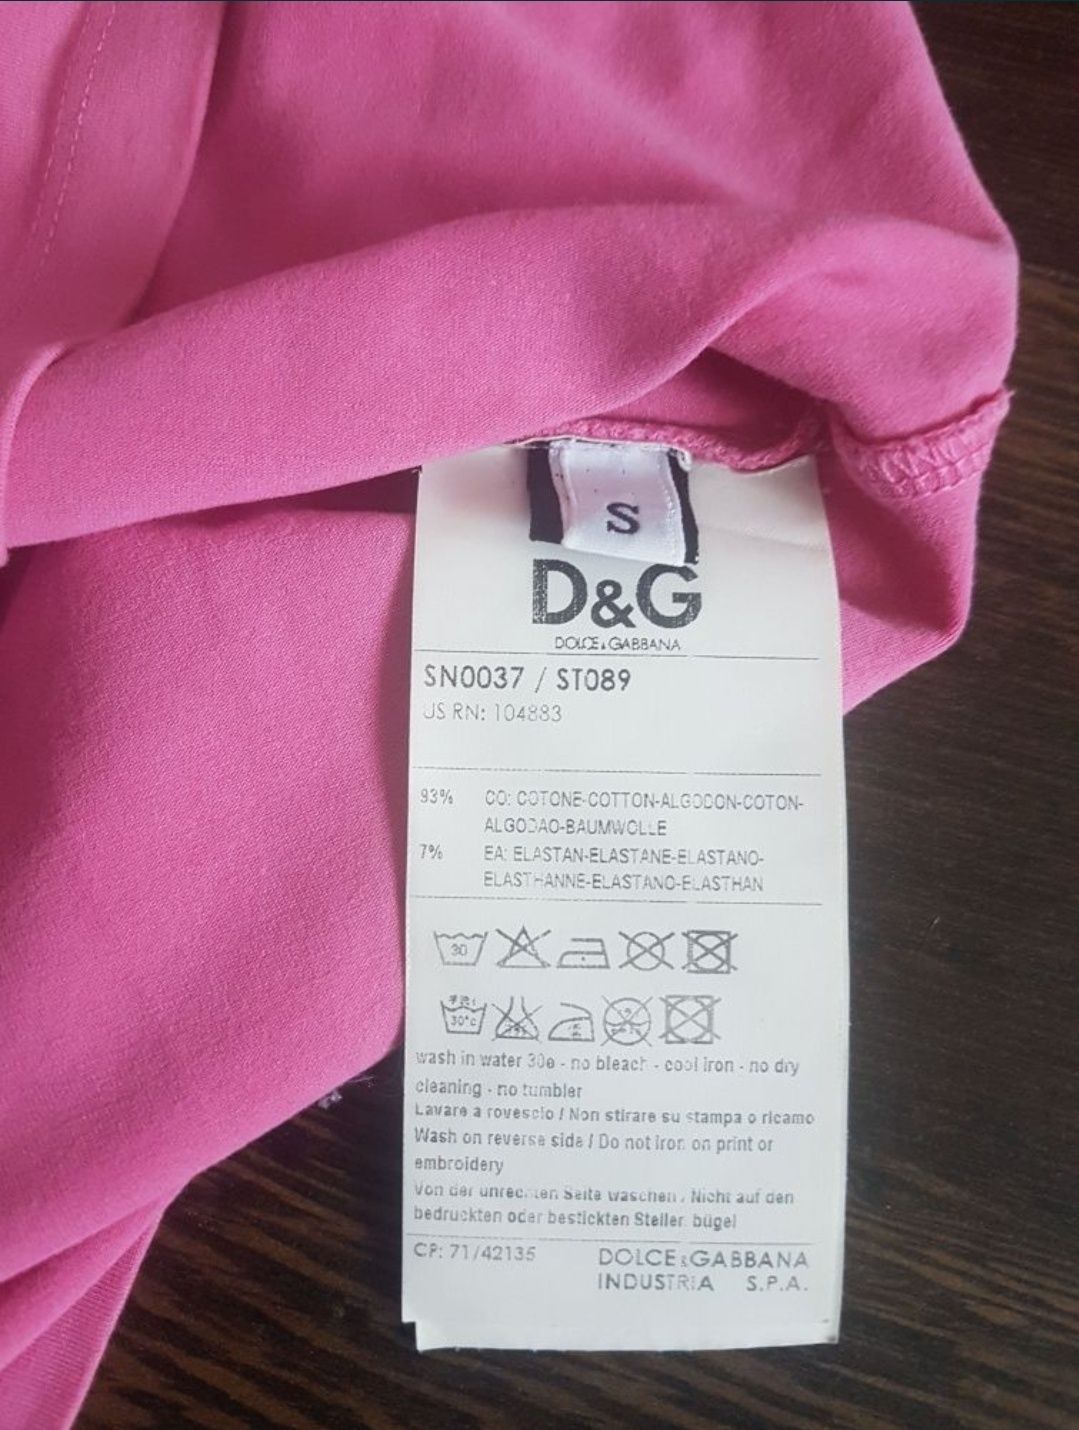 S
D&G
DOLCE&GABBANA
SN0037 / ST089
US RN: 104883
93% CO: COTONE-COTTON-ALGODON-COTON-
ALGODAO-BAUMWOLLE
7% EA: ELASTAN-ELASTANE-ELASTANO-
ELASTHANNE-ELASTANO-ELASTHAN
30
30°c
wash in water 30e - no bleach - cool iron - no dry
cleaning - no tumbler
Lavare a rovescio / Non stirare su stampa o ricamo
Wash on reverse side / Do not iron on print or
embroidery
Von der unrechten Seite waschen / Nicht auf den
bedruckten oder bestickten Stellen bügel
CP: 71/42135 DOLCE&GABBANA
INDUSTRIA S.P.A.